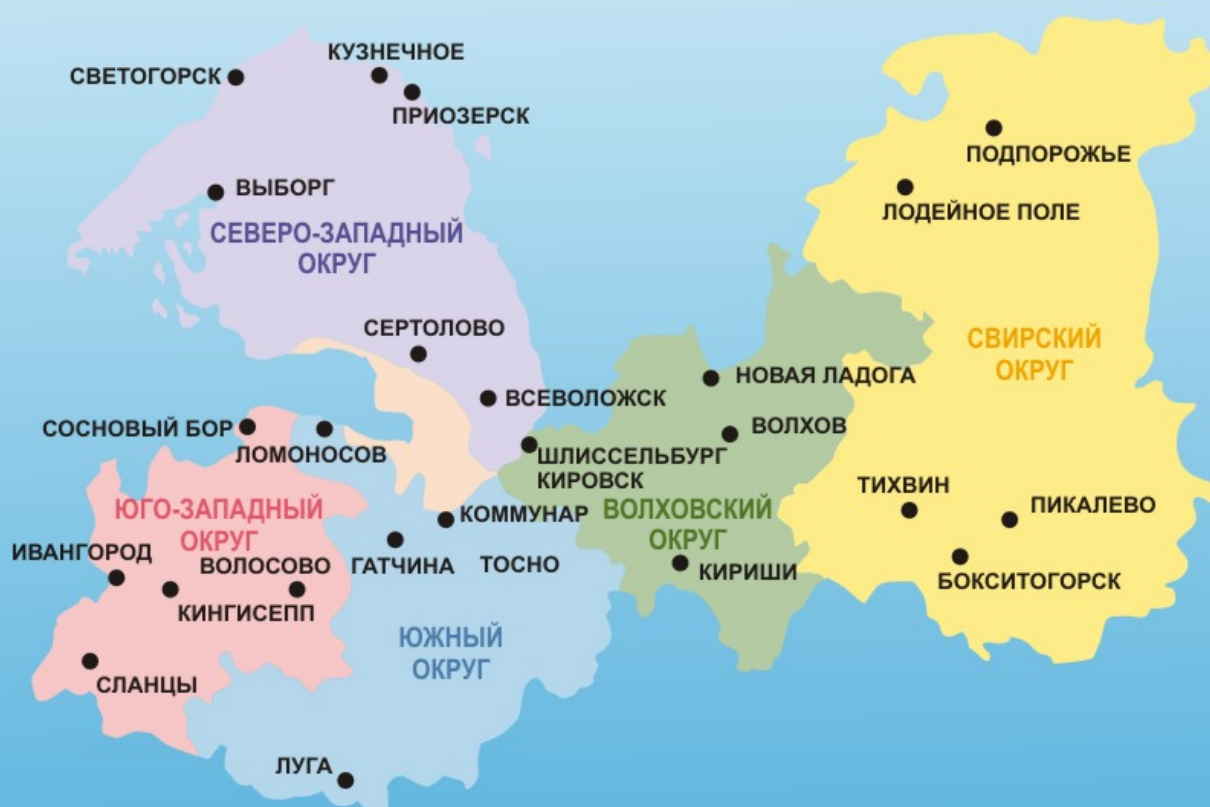 КУЗНЕЧНОЕ
СВЕТОГОРСК
ПРИОЗЕРСК
ПОДПОРОЖЬЕ
ВЫБОРГ
ЛОДЕЙНОЕ ПОЛЕ
СЕВЕРО-ЗАПАДНЫЙ
ОКРУГ
СЕРТОЛОВО
СВИРСКИЙ
ОКРУГ
НОВАЯ ЛАДОГА
ВСЕВОЛОЖСК
СОСНОВЫЙ БОР
ВОЛХОВ
ЛОМОНОСОВ
ШЛИССЕЛЬБУРГ
КИРОВСК
ТИХВИН
ПИКАЛЕВО
ЮГО-ЗАПАДНЫЙ
ОКРУГ
КОММУНАР
ВОЛХОВСКИЙ
ОКРУГ
ИВАНГОРОД
ВОЛОСОВО
ГАТЧИНА
ТОСНО
КИРИШИ
БОКСИТОГОРСК
КИНГИСЕПП
ЮЖНЫЙ
ОКРУГ
СЛАНЦЫ
ЛУГА